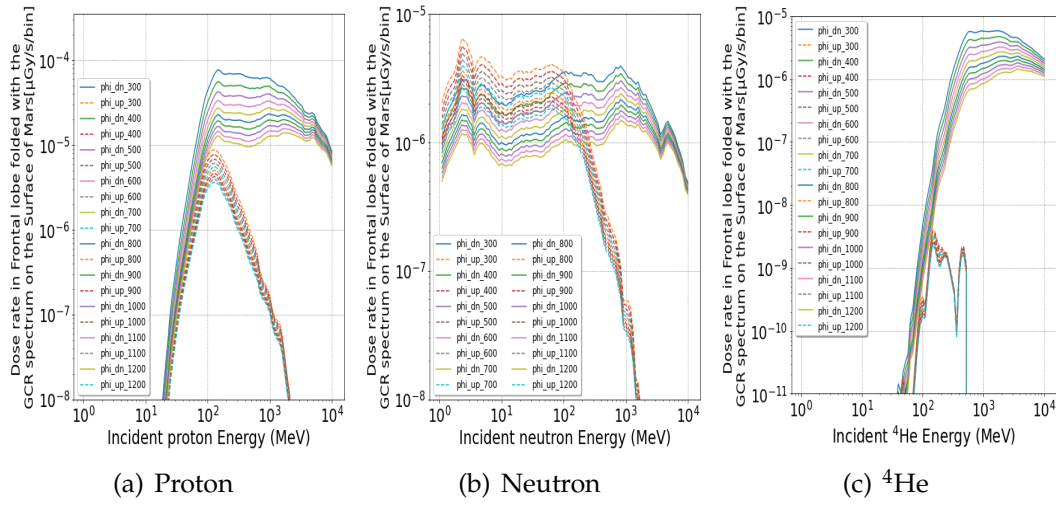 Dose rate in Frontal lobe folded with the
GCR spectrum on the Surface of Mars[μGy/s/bin]
10⁻⁴
10⁻⁵
10⁻⁶
10⁻⁷
10⁻⁸
phi_dn_300
phi_up_300
phi_dn_400
phi_up_400
phi_dn_500
phi_up_500
phi_dn_600
phi_up_600
phi_dn_700
phi_up_700
phi_dn_800
phi_up_800
phi_dn_900
phi_up_900
phi_dn_1000
phi_up_1000
phi_dn_1100
phi_up_1100
phi_dn_1200
phi_up_1200
10⁰ 10¹ 10² 10³ 10⁴
Incident proton Energy (MeV)
(a) Proton
Dose rate in Frontal lobe folded with the
GCR spectrum on the Surface of Mars[μGy/s/bin]
10⁻⁵
10⁻⁶
10⁻⁷
10⁻⁸
phi_dn_300 phi_dn_800
phi_up_300 phi_up_800
phi_dn_400 phi_dn_900
phi_up_400 phi_up_900
phi_dn_500 phi_dn_1000
phi_up_500 phi_up_1000
phi_dn_600 phi_dn_1100
phi_up_600 phi_up_1100
phi_dn_700 phi_dn_1200
phi_up_700 phi_up_1200
10⁰ 10¹ 10² 10³ 10⁴
Incident neutron Energy (MeV)
(b) Neutron
Dose rate in Frontal lobe folded with the
GCR spectrum on the Surface of Mars[μGy/s/bin]
10⁻⁵
10⁻⁶
10⁻⁷
10⁻⁸
10⁻⁹
10⁻¹⁰
10⁻¹¹
phi_dn_300
phi_up_300
phi_dn_400
phi_up_400
phi_dn_500
phi_up_500
phi_dn_600
phi_up_600
phi_dn_700
phi_up_700
phi_dn_800
phi_up_800
phi_dn_900
phi_up_900
phi_dn_1000
phi_up_1000
phi_dn_1100
phi_up_1100
phi_dn_1200
phi_up_1200
10⁰ 10¹ 10² 10³ 10⁴
Incident ⁴He Energy (MeV)
(c) ⁴He